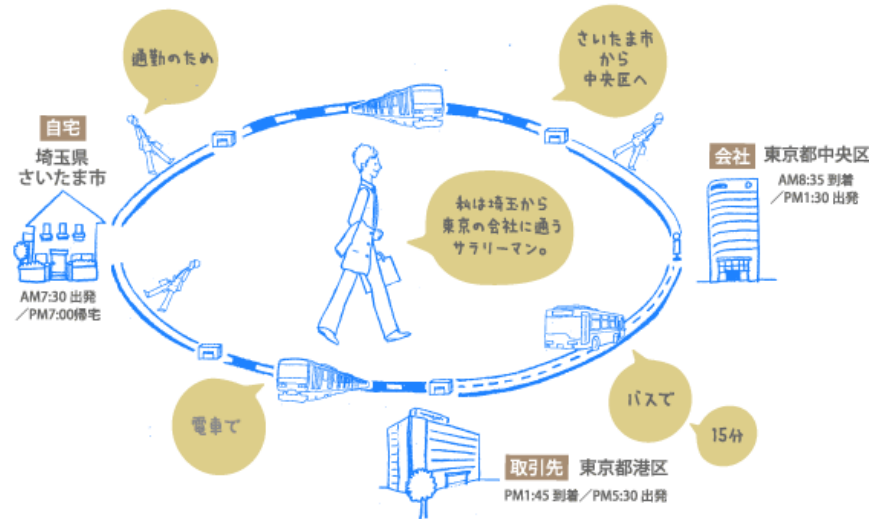 通勤のため
さいたま市
から
中央区へ
自宅
埼玉県
さいたま市
AM7:30 出発
／PM7:00帰宅
私は埼玉から
東京の会社に通う
サラリーマン。
会社 東京都中央区
AM8:35 到着
／PM1:30 出発
電車で
バスで
15分
取引先 東京都港区
PM1:45 到着／PM5:30 出発